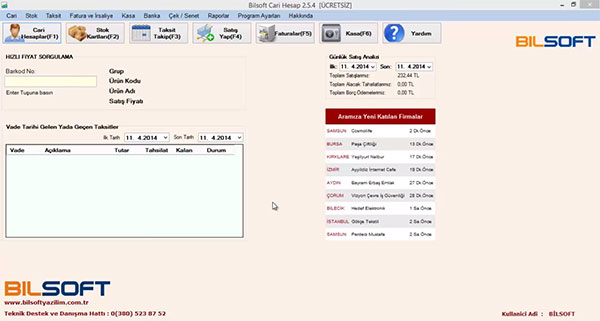 Bilsoft Cari Hesap 2.5.4 [ÜCRETSİZ]
Cari Stok Taksit Fatura ve İrsaliye Kasa Banka Çek / Senet Raporlar Program Ayarları Hakkında
Cari Hesaplar(F1) Stok Kartları(F2) Taksit Takip(F3) Satış Yap(F4) Faturalar(F5) Kasa(F6) Yardım
BILSOFT
HIZLI FİYAT SORGULAMA
Barkod No:
Enter Tuşuna basın
Grup
Ürün Kodu
Ürün Adı
Satış Fiyatı
Günlük Satış Analisi
İlk: 11. 4.2014 Son: 11. 4.2014
Toplam Satışlarınız: 232,44 TL
Toplam Alacak Tahsilatlarınız: 0,00 TL
Toplam Borç Ödemeleriniz: 0,00 TL
Vade Tarihi Gelen Yada Geçen Taksitler
İlk Tarih 11. 4.2014 Son Tarih 11. 4.2014
Vade Açıklama Tutar Tahsilat Kalan Durum
Aramıza Yeni Katılan Firmalar
SAMSUN Cosmolife 2 Dk.Önce
BURSA Paşa Çiftliği 13 Dk.Önce
KIRKLARE Yeşilyurt Nalbur 17 Dk.Önce
İZMİR Ayyıldız İnternet Cafe 18 Dk.Önce
AYDIN Bayram Erbaş Emlak 27 Dk.Önce
ÇORUM Vizyon Çevre İş Güvenliği 28 Dk.Önce
BİLECİK Hedef Elektronik 1 Sa.Önce
İSTANBUL Gökçe Tekstil 2 Sa.Önce
SAMSUN Pembesi Mustafa 2 Sa.Önce
BILSOFT
www.bilsoftyazilim.com.tr
Teknik Destek ve Danışma Hattı : 0(380) 523 87 52
Kullanici Adi : BİLSOFT